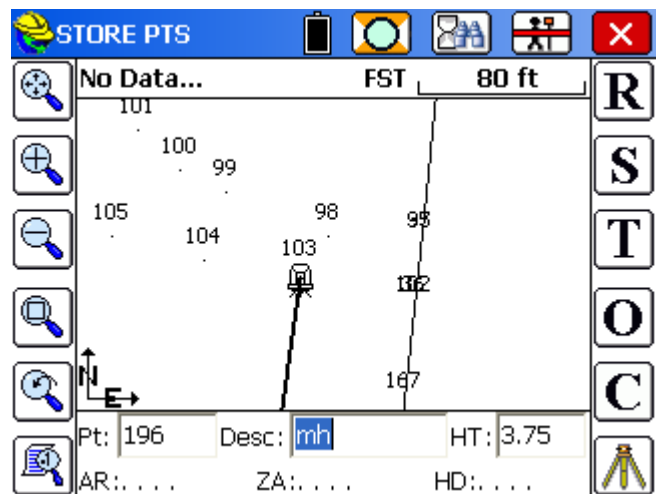 STORE PTS
No Data... FST 80 ft
R
S
T
O
C
101
100
99
105
98
95
104
103
167
N
E
Pt: 196 Desc: mh HT: 3.75
AR:. . . . ZA:. . . . HD:. . . .